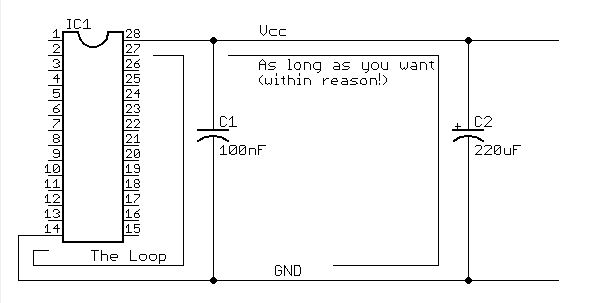 IC1
Vcc
1 28
2 27
3 26
4 25
5 24
6 23
7 22
8 21
9 20
10 19
11 18
12 17
13 16
14 15
As long as you want
(within reason!)
C1
100nF
+ C2
220uF
The Loop
GND